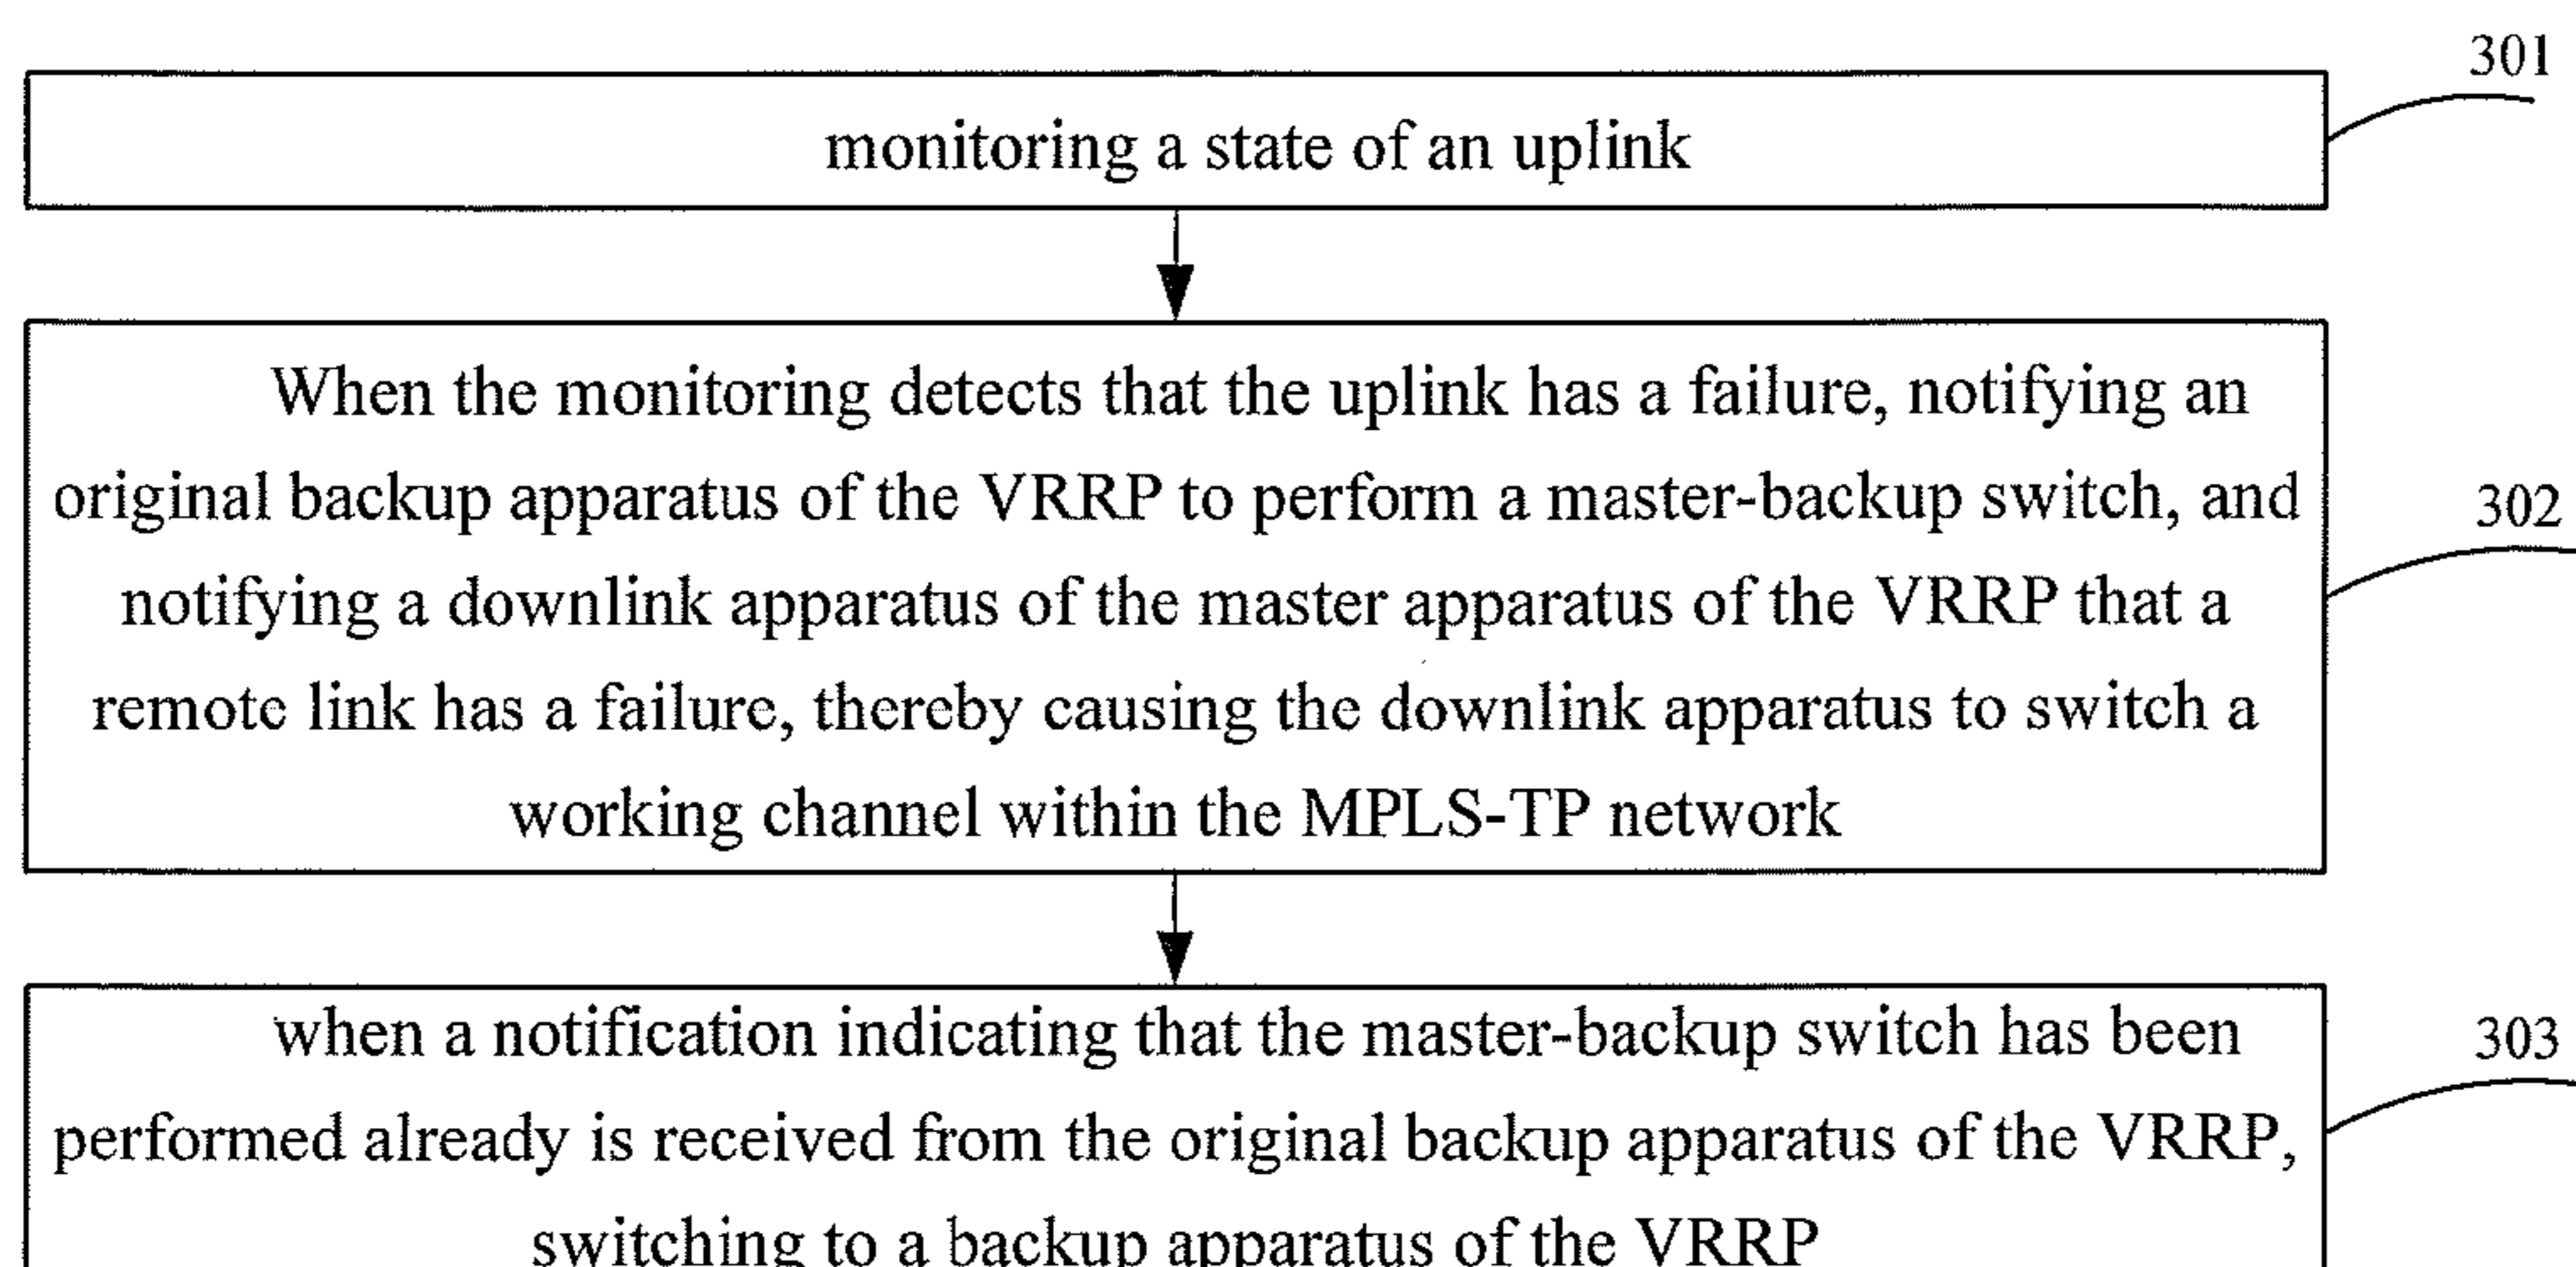 301
monitoring a state of an uplink
When the monitoring detects that the uplink has a failure, notifying an
original backup apparatus of the VRRP to perform a master-backup switch, and
302
notifying a downlink apparatus of the master apparatus of the VRRP that a
remote link has a failure, thereby causing the downlink apparatus to switch a
working channel within the MPLS-TP network
when a notification indicating that the master-backup switch has been
303
performed already is received from the original backup apparatus of the VRRP,
switching to a backup apparatus of the VRRP